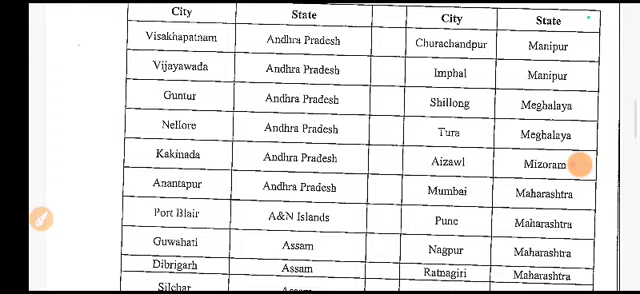 City State City State
Visakhapatnam Andhra Pradesh Churachandpur Manipur
Vijayawada Andhra Pradesh Imphal Manipur
Guntur Andhra Pradesh Shillong Meghalaya
Nellore Andhra Pradesh Tura Meghalaya
Kakinada Andhra Pradesh Aizawl Mizoram
Anantapur Andhra Pradesh Mumbai Maharashtra
Port Blair A&N Islands Pune Maharashtra
Guwahati Assam Nagpur Maharashtra
Dibrigarh Assam Ratnagiri Maharashtra
Silchar Assam